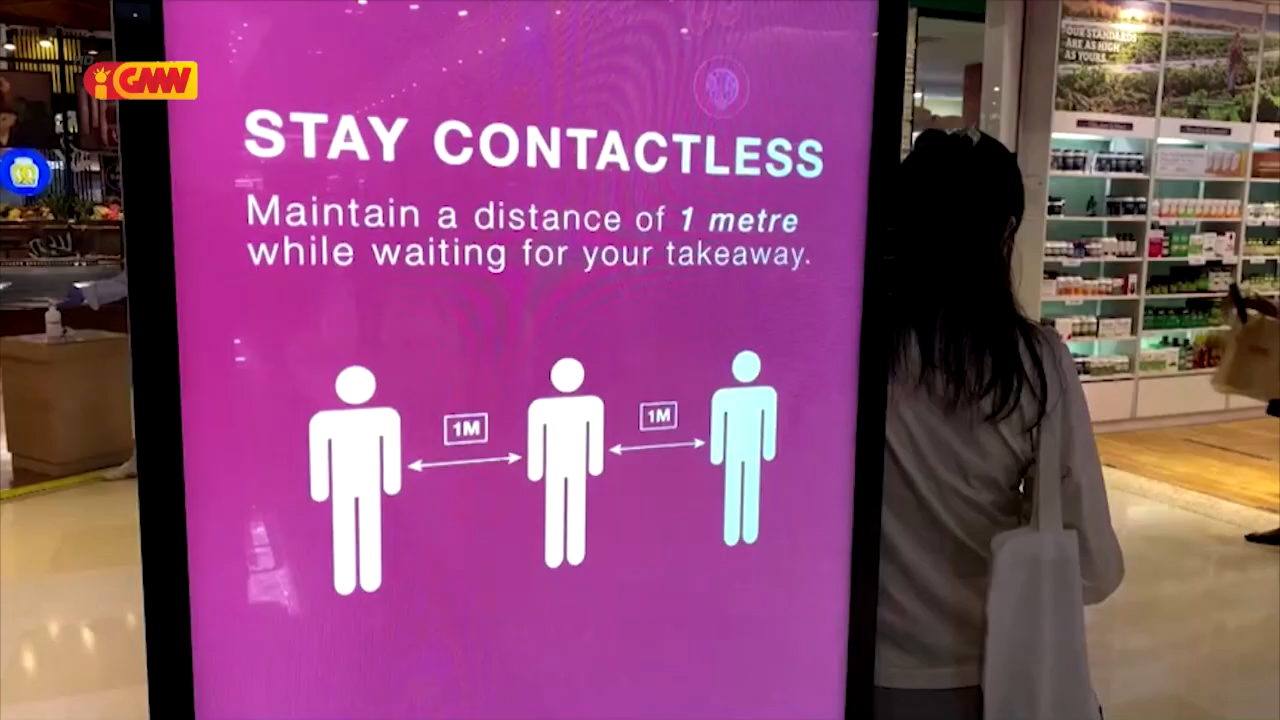 GMM
STAY CONTACTLESS
Maintain a distance of 1 metre
while waiting for your takeaway.
1M
1M
OUR STANDARDS
ARE AS HIGH
AS YOURS.